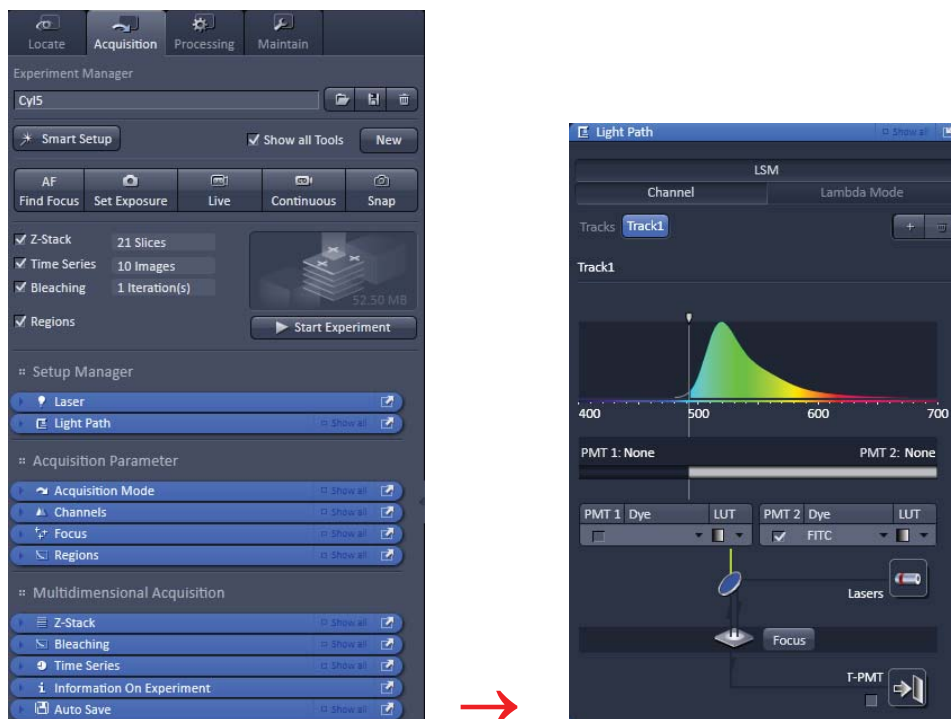 Locate Acquisition Processing Maintain
Experiment Manager
Cyl5
Smart Setup Show all Tools New
AF
Find Focus Set Exposure Live Continuous Snap
Z-Stack 21 Slices
Time Series 10 Images
Bleaching 1 Iteration(s)
52.50 MB
Regions
Start Experiment
Setup Manager
Laser
Light Path Show all
Acquisition Parameter
Acquisition Mode Show all
Channels Show all
Focus Show all
Regions Show all
Multidimensional Acquisition
Z-Stack Show all
Bleaching Show all
Time Series Show all
Information On Experiment
Auto Save Show all
Light Path Show all
LSM
Channel Lambda Mode
Tracks Track1 +
Track1
400 500 600 700
PMT 1: None PMT 2: None
PMT 1 Dye LUT PMT 2 Dye LUT
FITC
Lasers
Focus
T-PMT